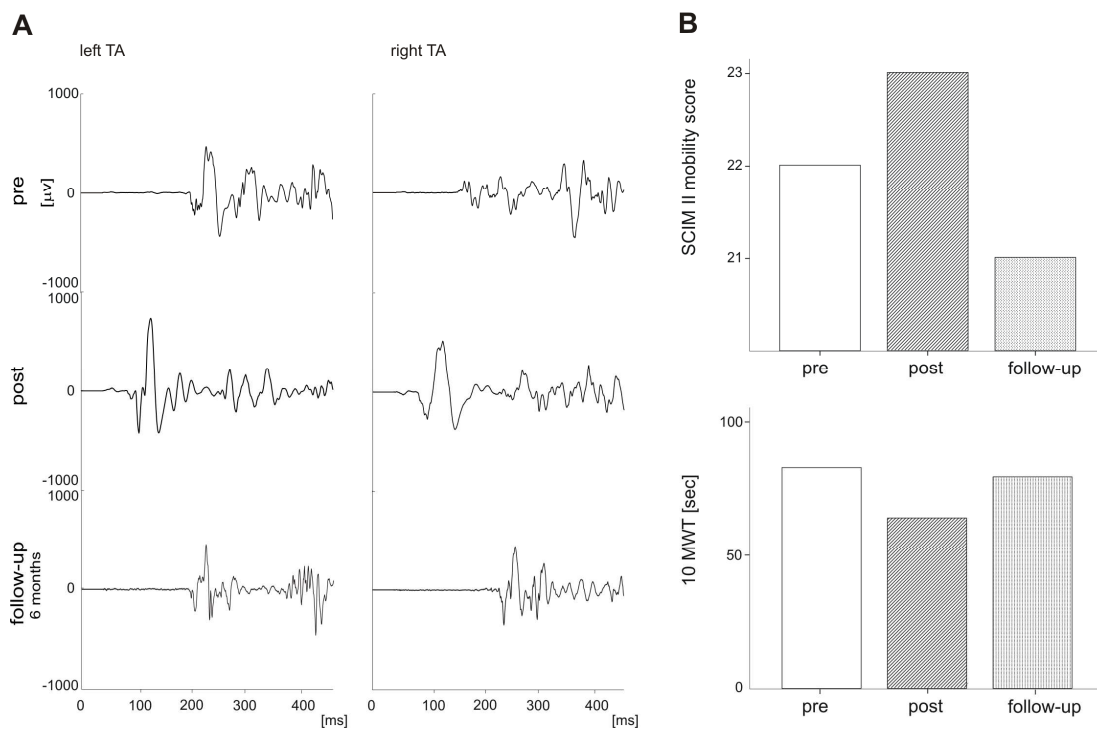 A
left TA
right TA
pre
[μv]
1000
0
-1000
post
1000
0
-1000
follow-up
6 months
1000
0
-1000
0 100 200 300 400
[ms]
0 100 200 300 400
[ms]
B
SCIM II mobility score
23
22
21
pre post follow-up
10 MWT [sec]
100
50
0
pre post follow-up